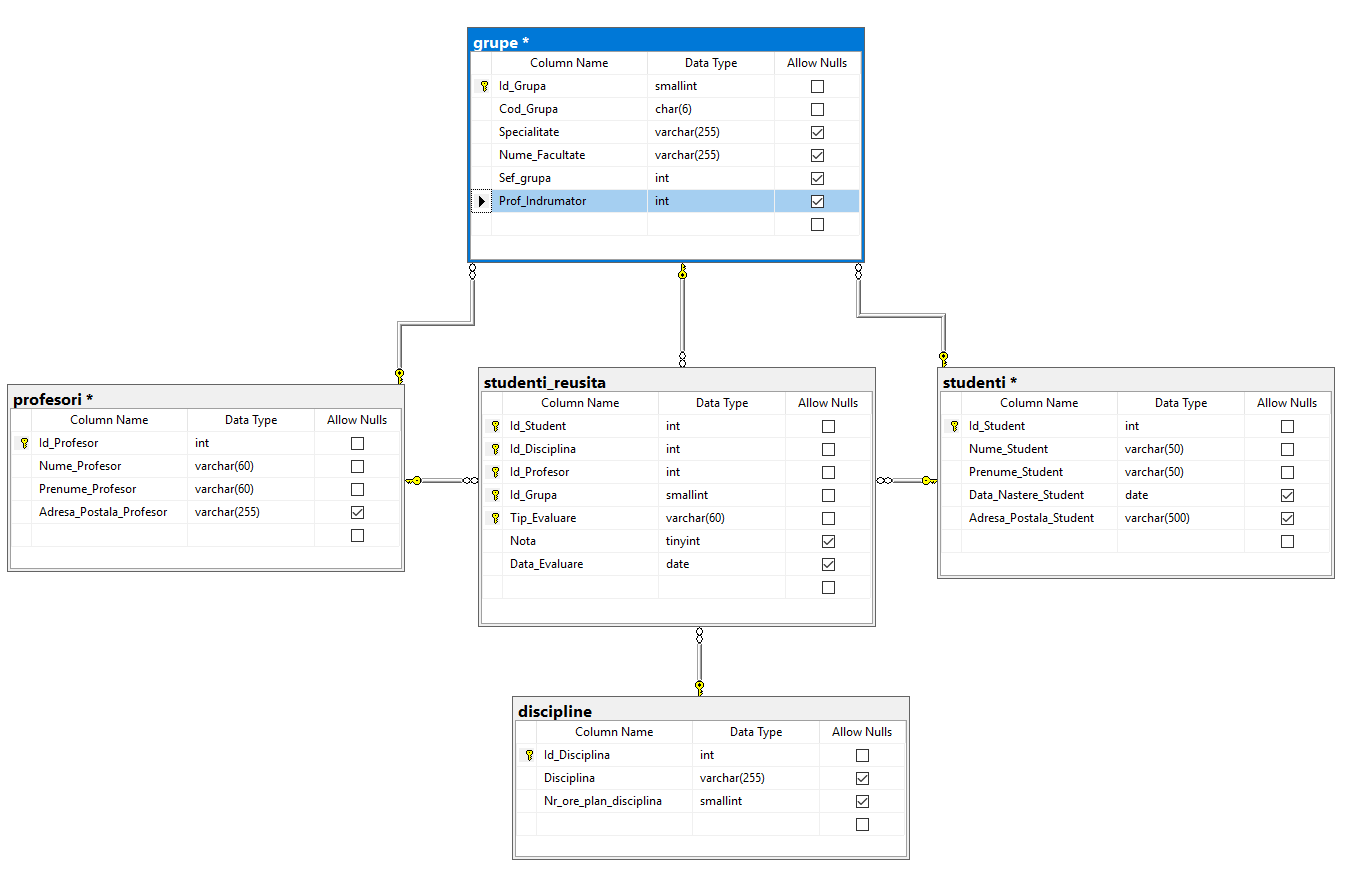 grupe *
Column Name Data Type Allow Nulls
Id_Grupa smallint
Cod_Grupa char(6)
Specialitate varchar(255)
Nume_Facultate varchar(255)
Sef_grupa int
Prof_Indrumator int
profesori *
Column Name Data Type Allow Nulls
Id_Profesor int
Nume_Profesor varchar(60)
Prenume_Profesor varchar(60)
Adresa_Postala_Profesor varchar(255)
studenti_reusita
Column Name Data Type Allow Nulls
Id_Student int
Id_Disciplina int
Id_Profesor int
Id_Grupa smallint
Tip_Evaluare varchar(60)
Nota tinyint
Data_Evaluare date
studenti *
Column Name Data Type Allow Nulls
Id_Student int
Nume_Student varchar(50)
Prenume_Student varchar(50)
Data_Nastere_Student date
Adresa_Postala_Student varchar(500)
discipline
Column Name Data Type Allow Nulls
Id_Disciplina int
Disciplina varchar(255)
Nr_ore_plan_disciplina smallint